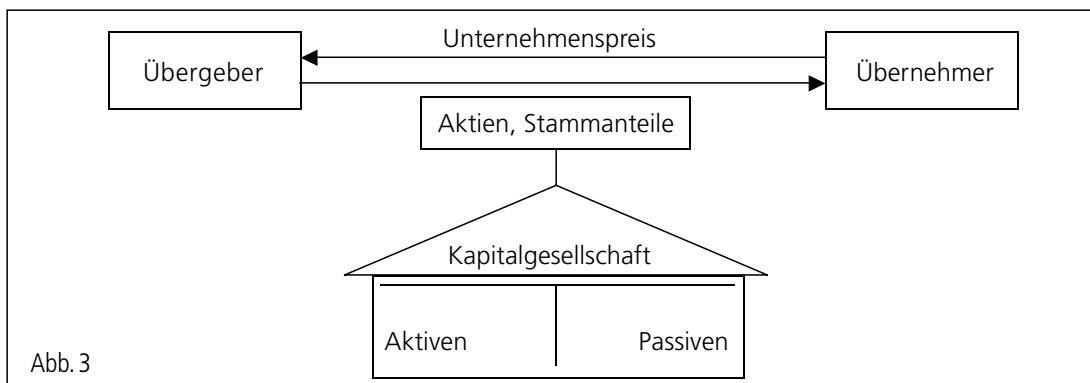 Unternehmenspreis
Übergeber
Übernehmer
Aktien, Stammanteile
Kapitalgesellschaft
Aktiven
Passiven
Abb. 3